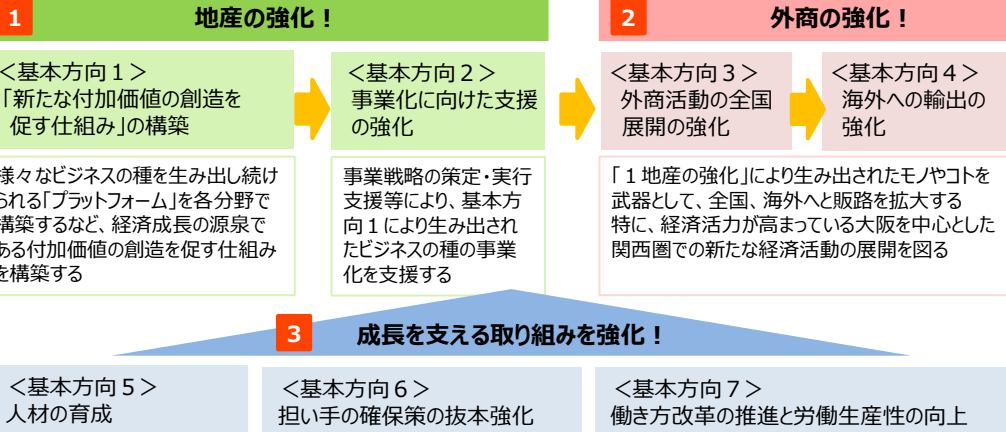 1 地産の強化！
2 外商の強化！
＜基本方向１＞
「新たな付加価値の創造を
促す仕組み」の構築
＜基本方向２＞
事業化に向けた支援
の強化
＜基本方向３＞
外商活動の全国
展開の強化
＜基本方向４＞
海外への輸出の
強化
様々なビジネスの種を生み出し続け
られる「プラットフォーム」を各分野で
構築するなど、経済成長の源泉で
ある付加価値の創造を促す仕組み
を構築する
事業戦略の策定・実行
支援等により、基本方
向１により生み出され
たビジネスの種の事業
化を支援する
「１地産の強化」により生み出されたモノやコトを
武器として、全国、海外へと販路を拡大する
特に、経済活力が高まっている大阪を中心とした
関西圏での新たな経済活動の展開を図る
3 成長を支える取り組みを強化！
＜基本方向５＞
人材の育成
＜基本方向６＞
担い手の確保策の抜本強化
＜基本方向７＞
働き方改革の推進と労働生産性の向上